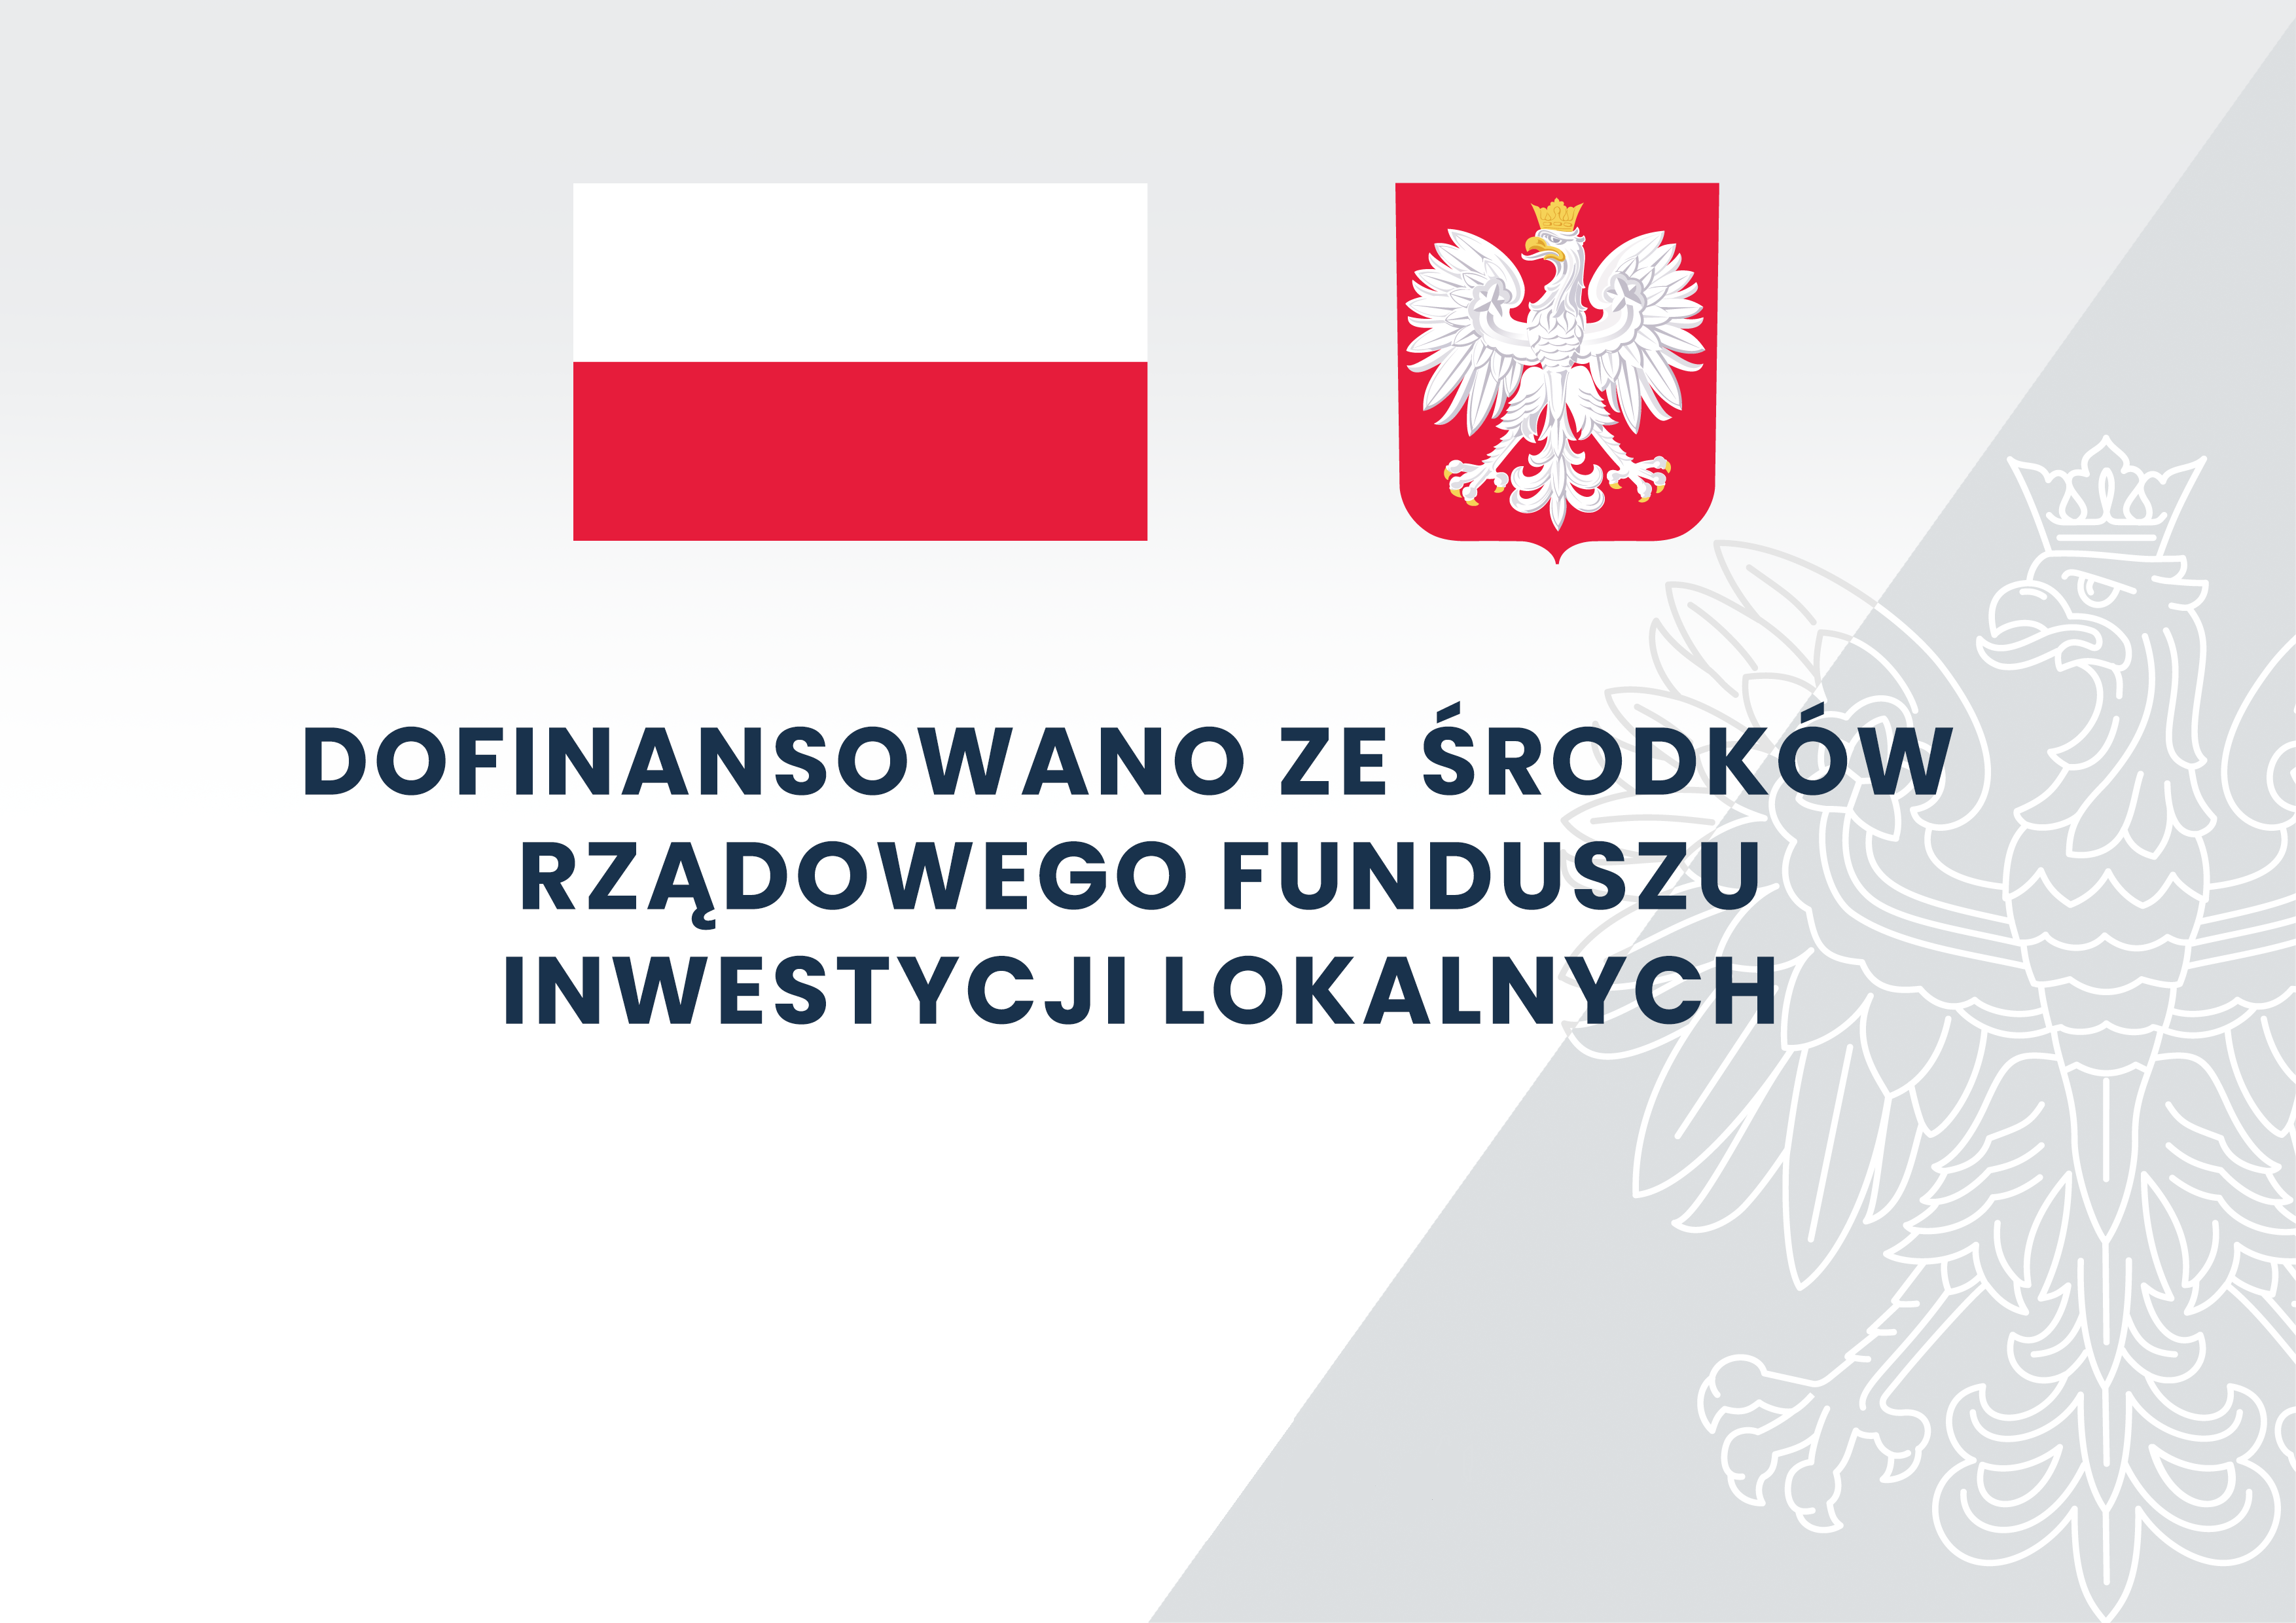 DOFINANSOWANO ZE ŚRODKÓW
RZĄDOWEGO FUNDUSZU
INWESTYCJI LOKALNYCH